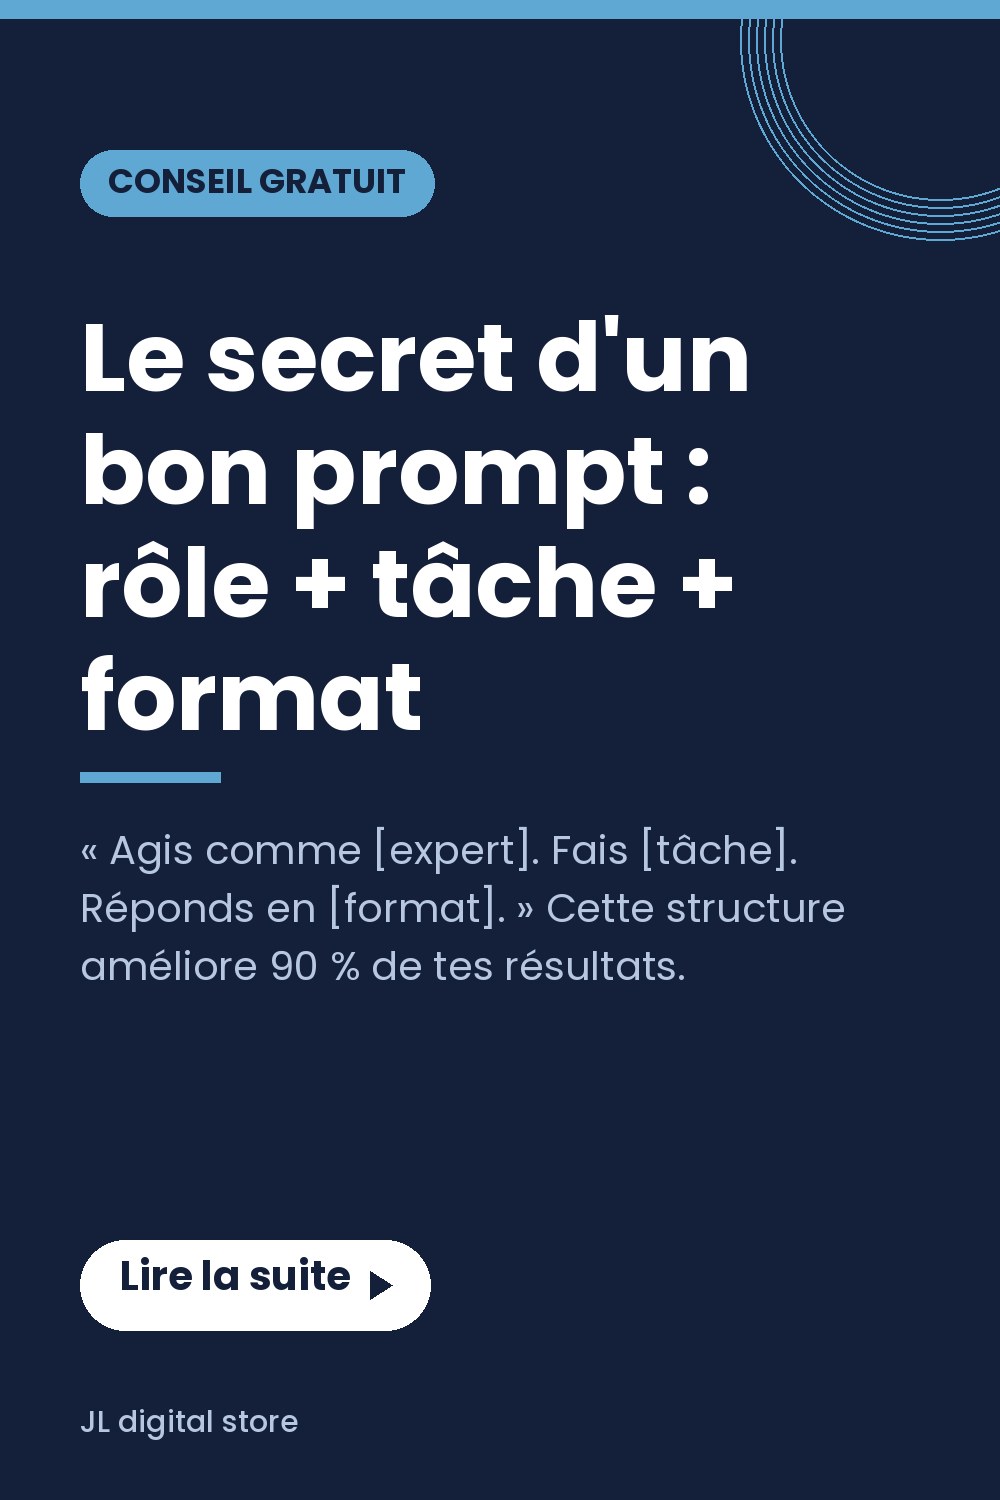 CONSEIL GRATUIT
Le secret d'un
bon prompt :
rôle + tâche +
format
« Agis comme [expert]. Fais [tâche].
Réponds en [format]. » Cette structure
améliore 90 % de tes résultats.
Lire la suite
JL digital store